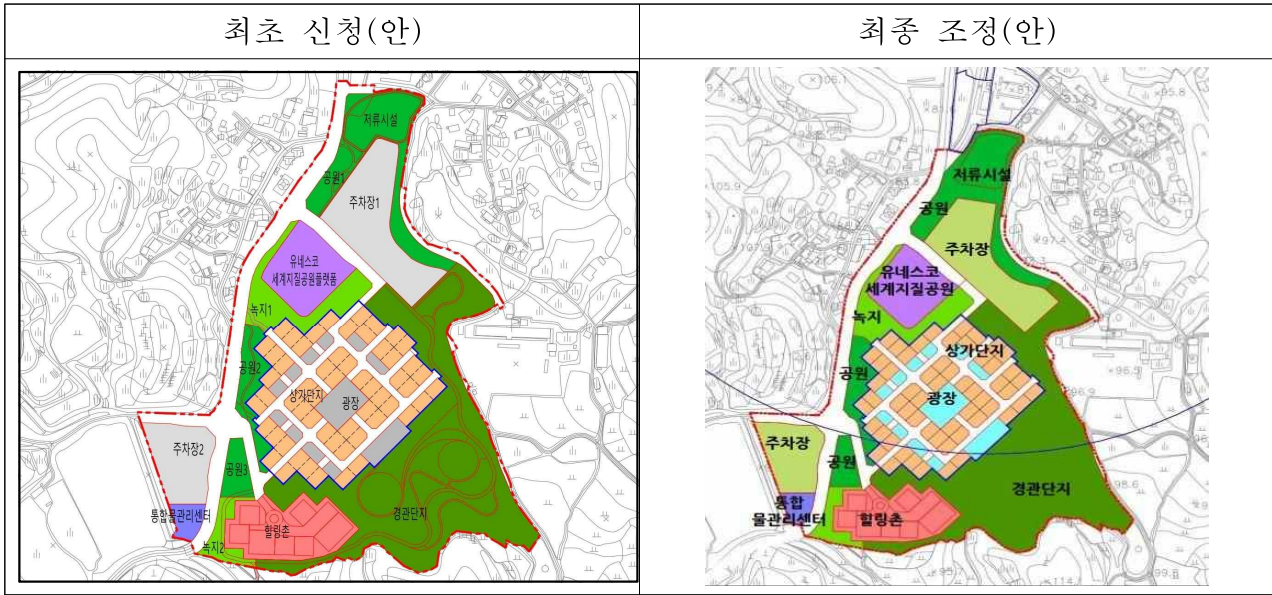 최초 신청(안)
최종 조정(안)
저류시설
공원1
주차장1
유네스코
세계지질공원플랫폼
녹지1
공원2
상가단지
광장
주차장2
공원3
통합물관리센터
힐링촌
경관단지
녹지2
저류시설
공원
주차장
유네스코
세계지질공원
녹지
상가단지
공원
광장
주차장
공원
경관단지
통합
물관리센터
힐링촌